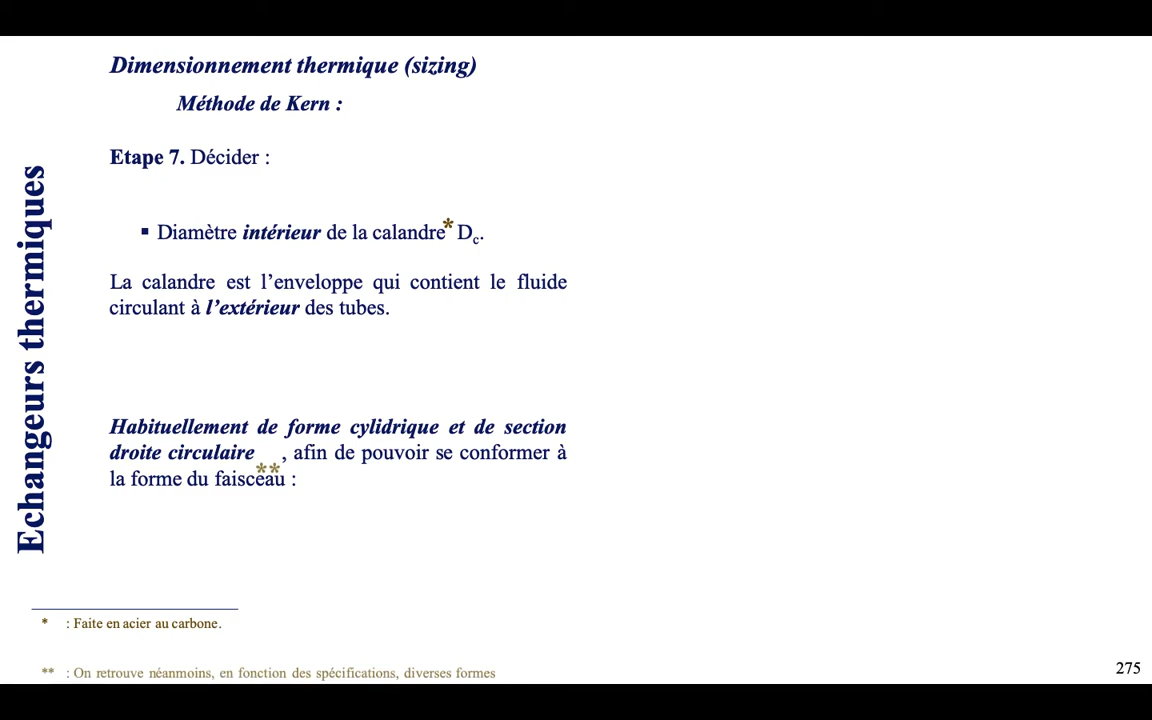 Dimensionnement thermique (sizing)
Méthode de Kern :
Etape 7. Décider :
▪ Diamètre intérieur de la calandre* Dc.
La calandre est l’enveloppe qui contient le fluide
circulant à l’extérieur des tubes.
Habituellement de forme cylidrique et de section
droite circulaire **, afin de pouvoir se conformer à
la forme du faisceau :
Echangeurs thermiques
* : Faite en acier au carbone.
** : On retrouve néanmoins, en fonction des spécifications, diverses formes
275